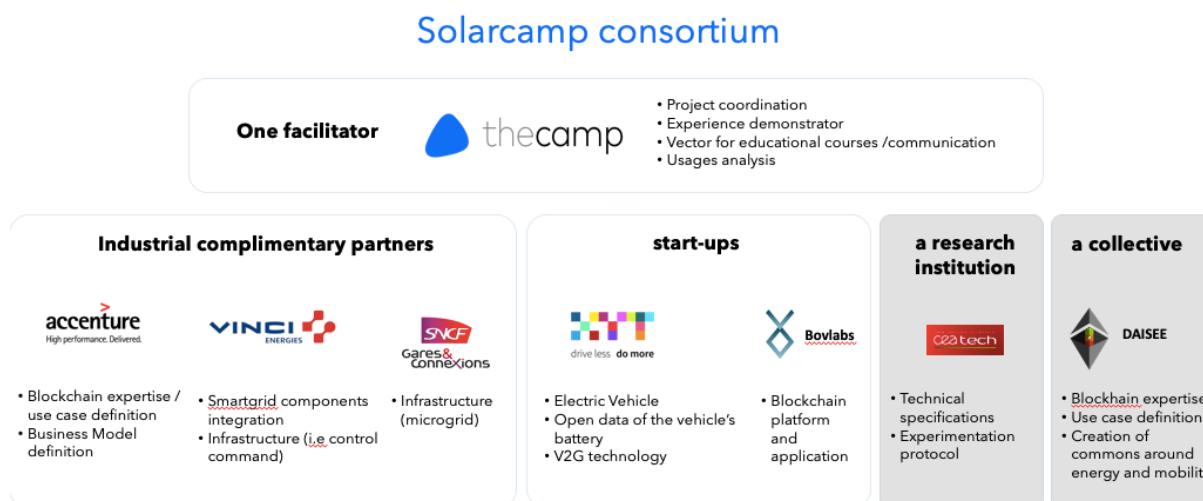 Solarcamp consortium
One facilitator
thecamp
• Project coordination
• Experience demonstrator
• Vector for educational courses /communication
• Usages analysis
Industrial complimentary partners
accenture
High performance. Delivered.
VINCI
ENERGIES
SNCF
Gares&
Connexions
• Blockchain expertise /
use case definition
• Business Model
definition
• Smartgrid components
integration
• Infrastructure (i.e control
command)
• Infrastructure
(microgrid)
start-ups
drive less do more
Bovlabs
• Electric Vehicle
• Open data of the vehicle's
battery
• V2G technology
• Blockchain
platform
and
application
a research
institution
cea tech
• Technical
specifications
• Experimentation
protocol
a collective
DAISEE
• Blockhain expertise
• Use case definition
• Creation of
commons around
energy and mobilit